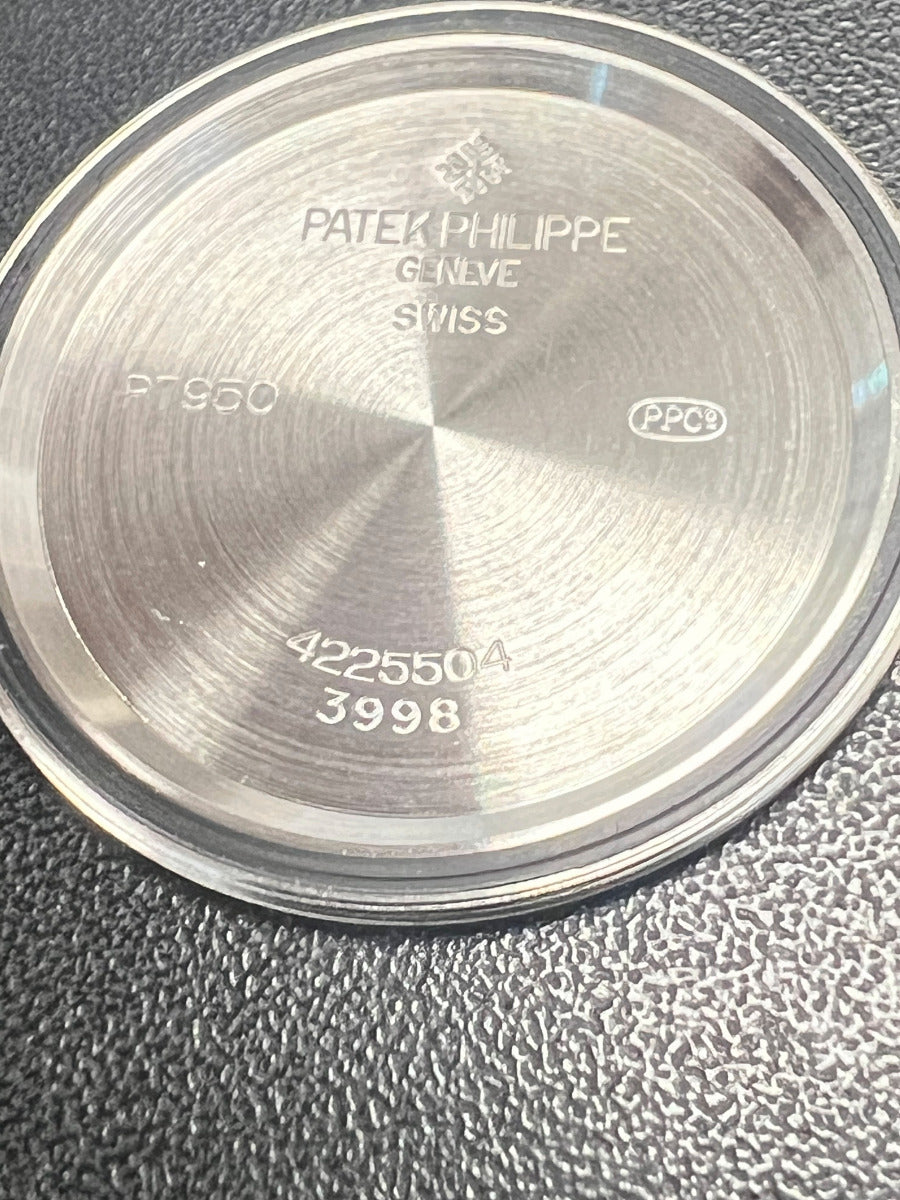 PATEK PHILIPPE
GENEVE
SWISS
PT950
PPCº
4225504
3998